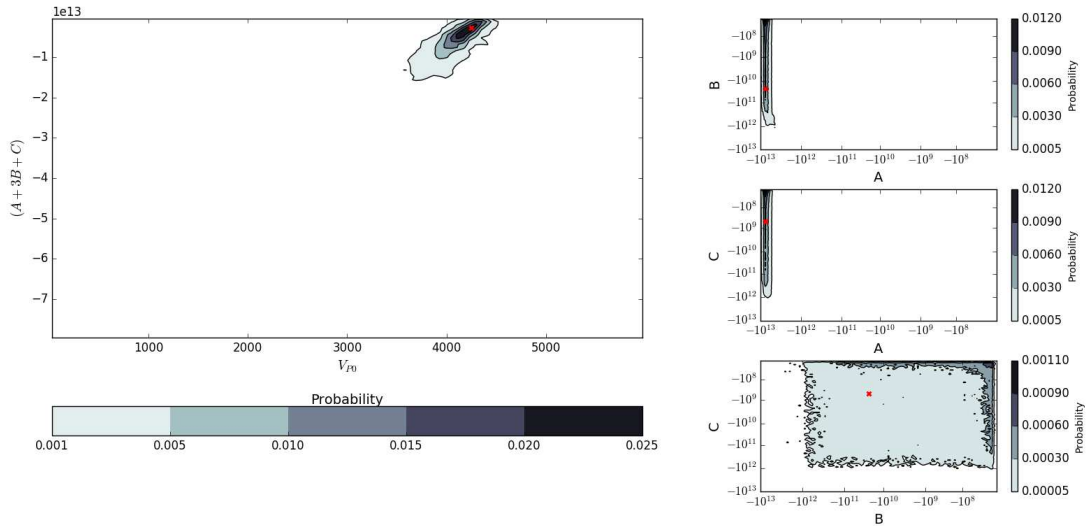 1e13
−1
−2
−3
−4
−5
−6
−7
(A + 3B + C)
1000 2000 3000 4000 5000
V_{P0}
Probability
0.001 0.005 0.010 0.015 0.020 0.025
B
−10^8
−10^9
−10^{10}
−10^{11}
−10^{12}
−10^{13}
−10^{13} −10^{12} −10^{11} −10^{10} −10^9 −10^8
A
0.0120
0.0090
0.0060
0.0030
0.0005
Probability
C
−10^8
−10^9
−10^{10}
−10^{11}
−10^{12}
−10^{13}
−10^{13} −10^{12} −10^{11} −10^{10} −10^9 −10^8
A
0.0120
0.0090
0.0060
0.0030
0.0005
Probability
C
−10^8
−10^9
−10^{10}
−10^{11}
−10^{12}
−10^{13}
−10^{13} −10^{12} −10^{11} −10^{10} −10^9 −10^8
B
0.00110
0.00090
0.00060
0.00030
0.00005
Probability